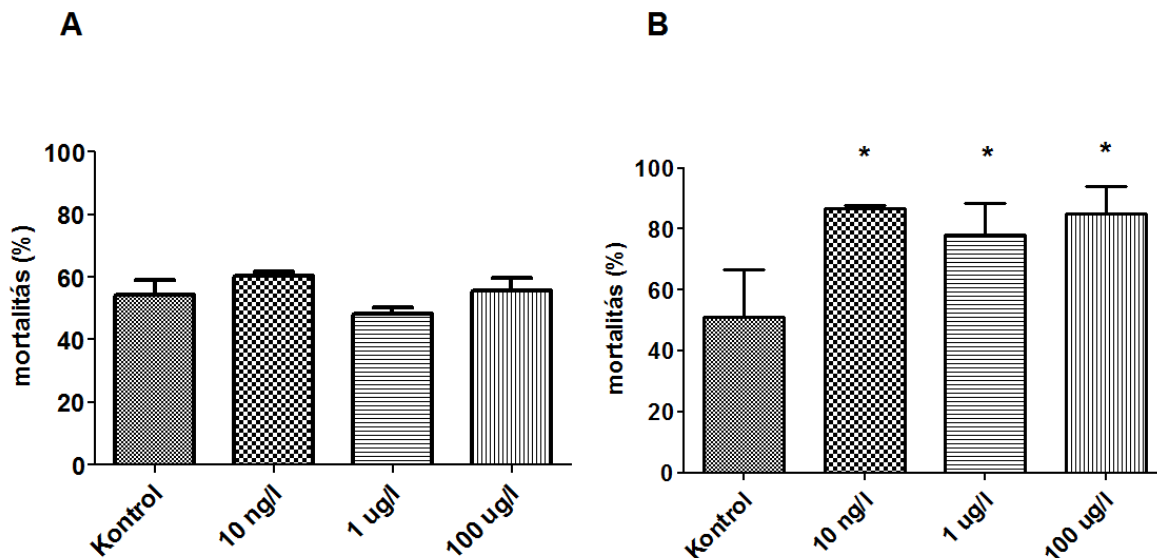 A
100
80
60
40
20
0
mortalitás (%)
Kontrol
10 ng/l
1 ug/l
100 ug/l
B
* * *
100
80
60
40
20
0
mortalitás (%)
Kontrol
10 ng/l
1 ug/l
100 ug/l